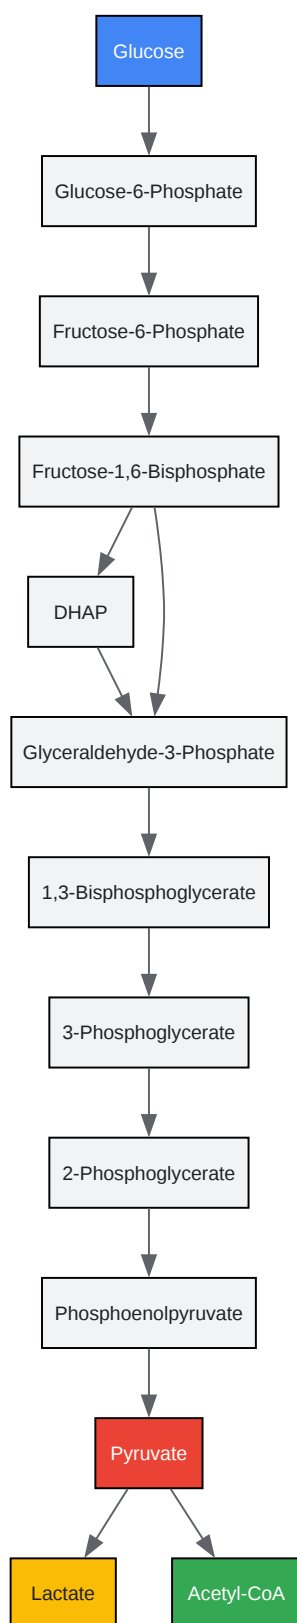 Glucose
Glucose-6-Phosphate
Fructose-6-Phosphate
Fructose-1,6-Bisphosphate
DHAP
Glyceraldehyde-3-Phosphate
1,3-Bisphosphoglycerate
3-Phosphoglycerate
2-Phosphoglycerate
Phosphoenolpyruvate
Pyruvate
Lactate
Acetyl-CoA